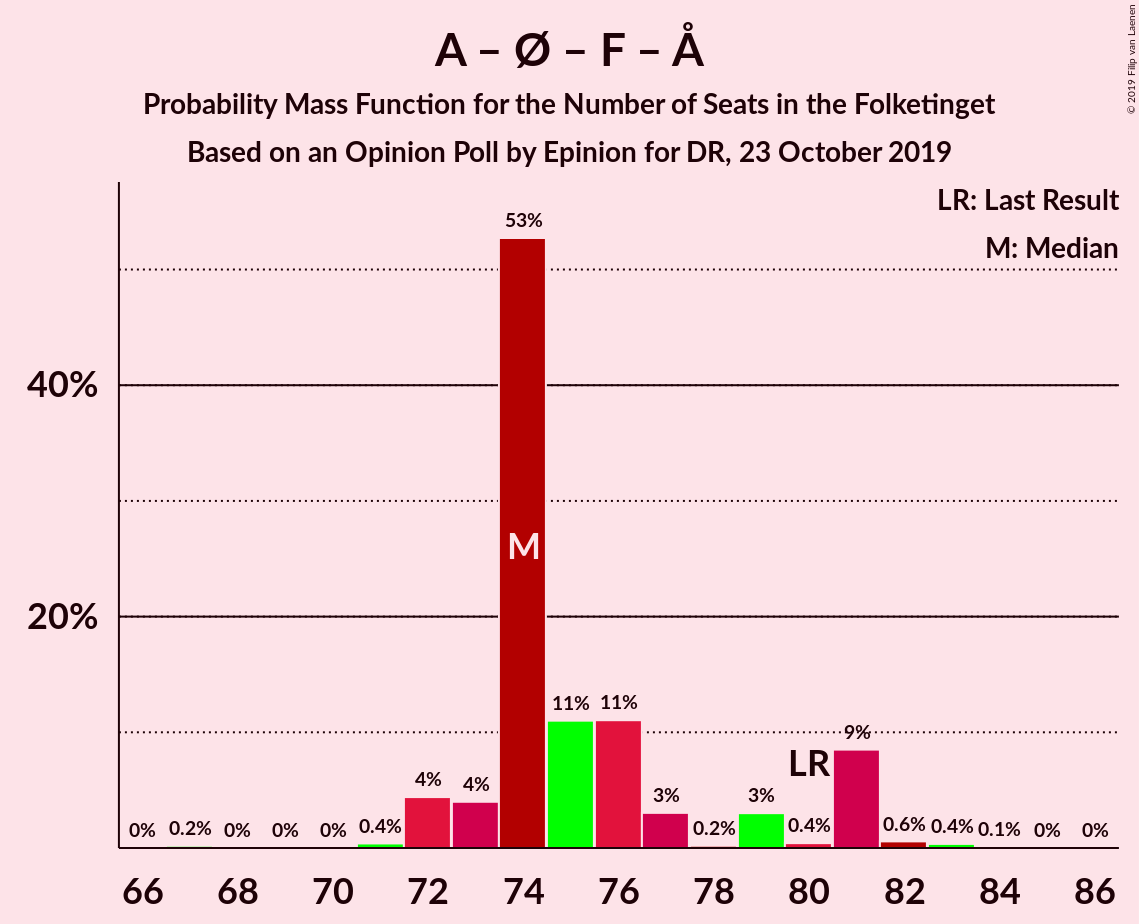 A – Ø – F – Å
Probability Mass Function for the Number of Seats in the Folketinget
Based on an Opinion Poll by Epinion for DR, 23 October 2019
© 2019 Filip van Laenen
LR: Last Result
M: Median
53%
40%
M
20%
11% 11%
9%
LR
4% 4% 3% 3%
0% 0.2% 0% 0% 0% 0.4% 0.2% 0.4% 0.6% 0.4% 0.1% 0% 0%
66 68 70 72 74 76 78 80 82 84 86